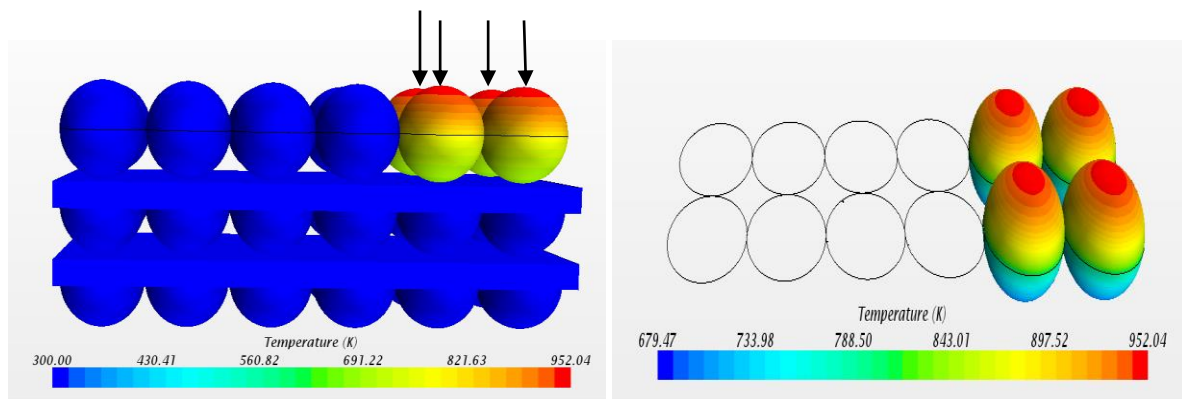 Temperature (K)
300.00 430.41 560.82 691.22 821.63 952.04
Temperature (K)
679.47 733.98 788.50 843.01 897.52 952.04